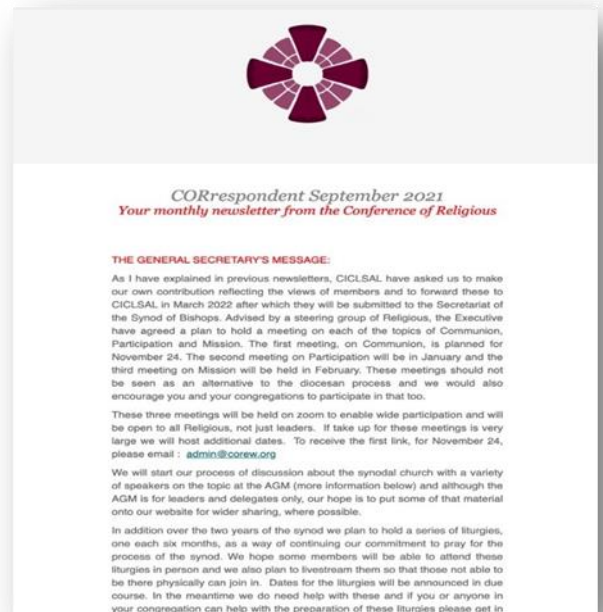 CORrespondent September 2021
Your monthly newsletter from the Conference of Religious
THE GENERAL SECRETARY'S MESSAGE:
As I have explained in previous newsletters, CICLSAL have asked us to make
our own contribution reflecting the views of members and to forward these to
CICLSAL in March 2022 after which they will be submitted to the Secretariat of
the Synod of Bishops. Advised by a steering group of Religious, the Executive
have agreed a plan to hold a meeting on each of the topics of Communion,
Participation and Mission. The first meeting, on Communion, is planned for
November 24. The second meeting on Participation will be in January and the
third meeting on Mission will be held in February. These meetings should not
be seen as an alternative to the diocesan process and we would also
encourage you and your congregations to participate in that too.
These three meetings will be held on zoom to enable wide participation and will
be open to all Religious, not just leaders. If take up for these meetings is very
large we will host additional dates. To receive the first link, for November 24,
please email : admin@corew.org
We will start our process of discussion about the synodal church with a variety
of speakers on the topic at the AGM (more information below) and although the
AGM is for leaders and delegates only, our hope is to put some of that material
onto our website for wider sharing, where possible.
In addition over the two years of the synod we plan to hold a series of liturgies,
one each six months, as a way of continuing our commitment to pray for the
process of the synod. We hope some members will be able to attend these
liturgies in person and we also plan to livestream them so that those not able to
be there physically can join in. Dates for the liturgies will be announced in due
course. In the meantime we do need help with these and if you or anyone in
your congregation can help with the preparation of these liturgies please get in